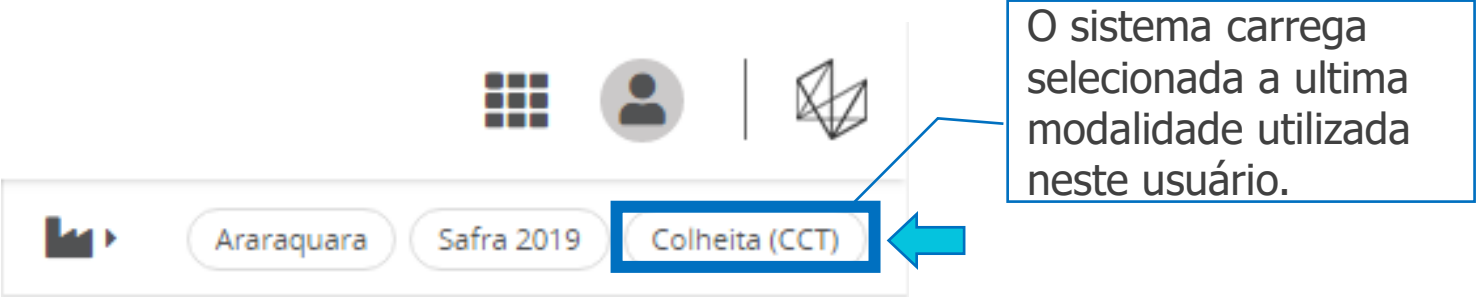 O sistema carrega
selecionada a ultima
modalidade utilizada
neste usuário.
Araraquara
Safra 2019
Colheita (CCT)